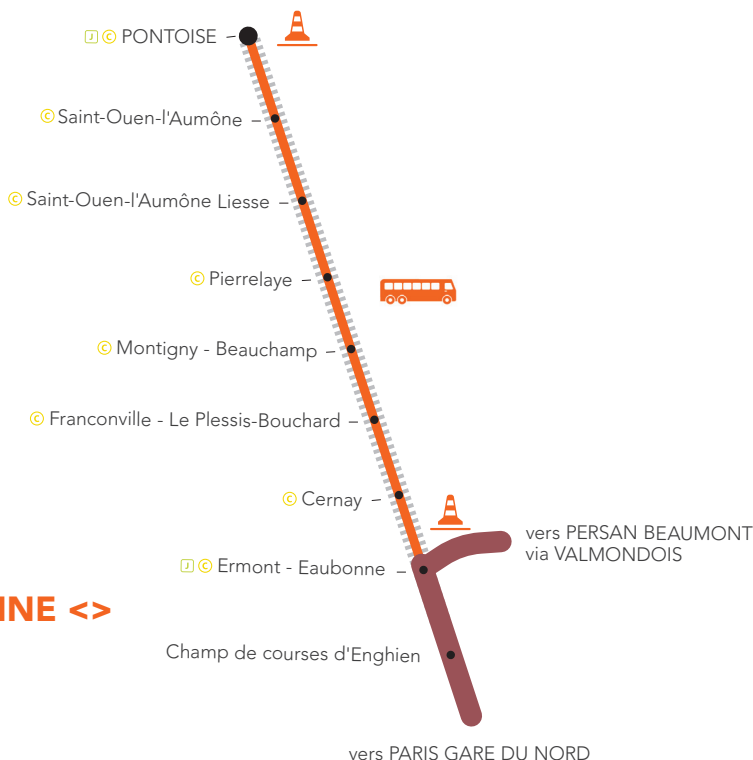 J C PONTOISE
C Saint-Ouen-l'Aumône
C Saint-Ouen-l'Aumône Liesse
C Pierrelaye
C Montigny - Beauchamp
C Franconville - Le Plessis-Bouchard
C Cernay
vers PERSAN BEAUMONT
via VALMONDOIS
J C Ermont - Eaubonne
INE <>
Champ de courses d'Enghien
vers PARIS GARE DU NORD